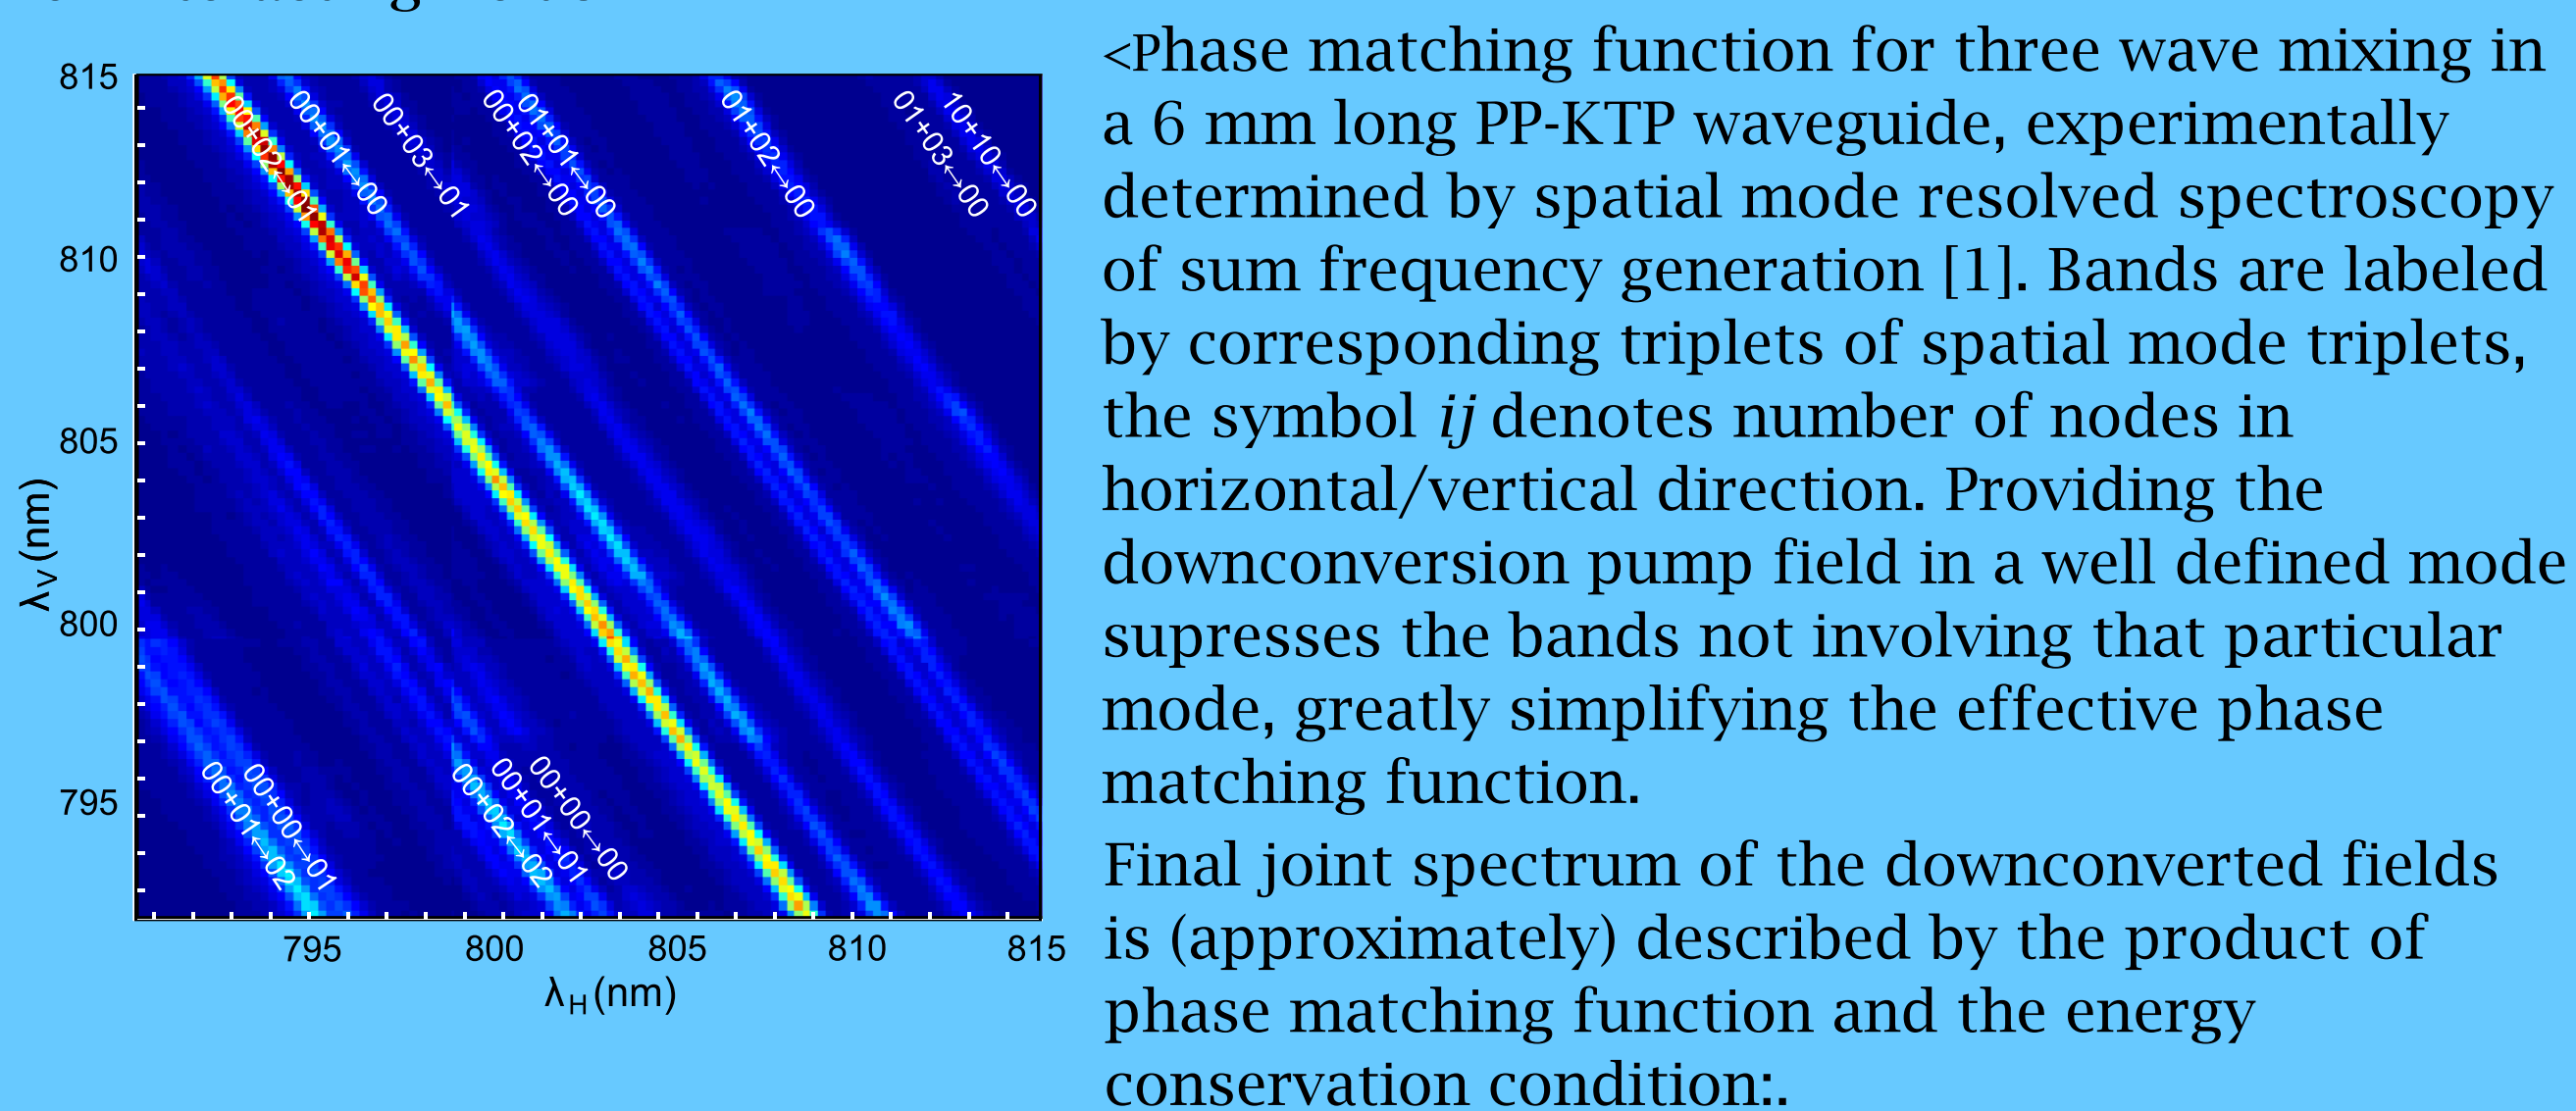 815
810
805
800
795
λV(nm)
00+02↔01
00+01↔00
00+03↔01
00+02↔00
01+01↔00
01+02↔00
01+03↔00
10+10↔00
00+01↔02
00+00↔01
00+02↔02
00+01↔01
00+00↔00
795 800 805 810 815
λH(nm)
<Phase matching function for three wave mixing in
a 6 mm long PP-KTP waveguide, experimentally
determined by spatial mode resolved spectroscopy
of sum frequency generation [1]. Bands are labeled
by corresponding triplets of spatial mode triplets,
the symbol ij denotes number of nodes in
horizontal/vertical direction. Providing the
downconversion pump field in a well defined mode
supresses the bands not involving that particular
mode, greatly simplifying the effective phase
matching function.
Final joint spectrum of the downconverted fields
is (approximately) described by the product of
phase matching function and the energy
conservation condition:.